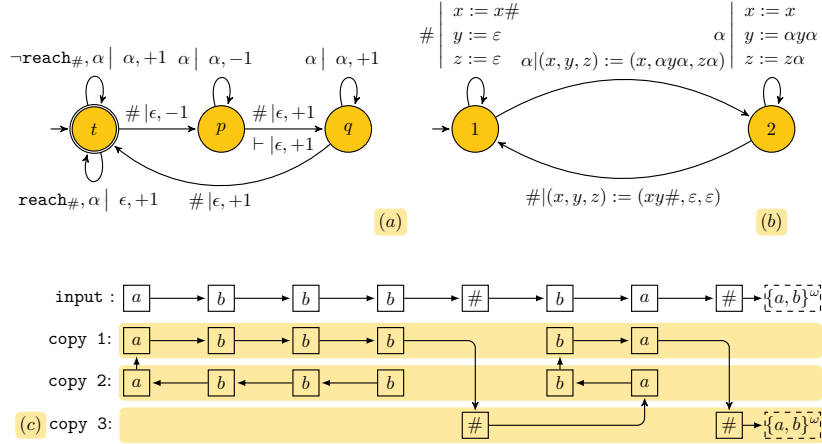 ¬reach#, α | α, +1
α | α, −1
α | α, +1
t
# |ϵ, −1
p
# |ϵ, +1
⊢ |ϵ, +1
q
reach#, α | ϵ, +1
# |ϵ, +1
(a)
# | x := x#
y := ε
z := ε
α|(x, y, z) := (x, αyα, zα)
α | x := x
y := αyα
z := zα
1
2
#|(x, y, z) := (xy#, ε, ε)
(b)
input : a b b b # b a # {a, b}ω
copy 1: a b b b b a
copy 2: a b b b b a
(c) copy 3: # # {a, b}ω